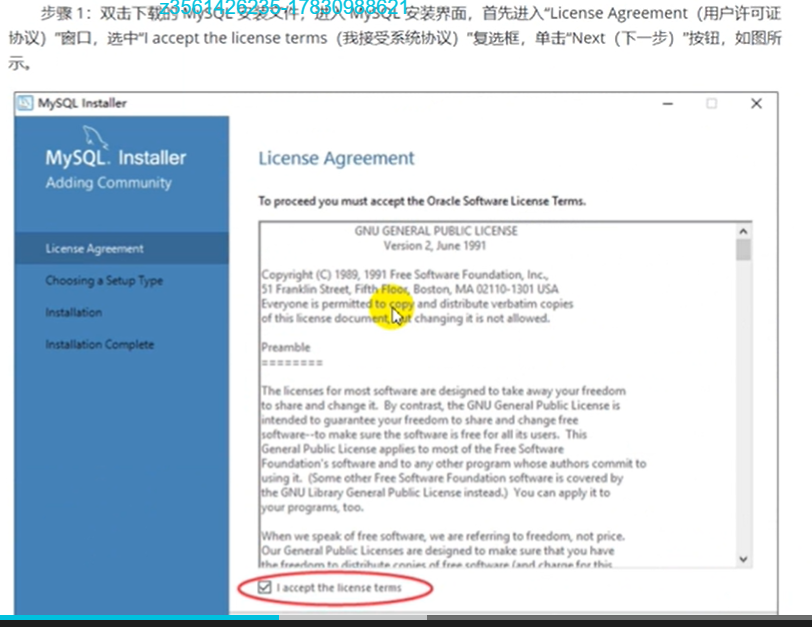 z3561426235-17830988621
步骤 1：双击下载的 MySQL 安装文件，进入 MySQL 安装界面，首先进入“License Agreement（用户许可证
协议）”窗口，选中“I accept the license terms（我接受系统协议）”复选框，单击“Next（下一步）”按钮，如图所
示。
MySQL Installer
MySQL. Installer
Adding Community
License Agreement
Choosing a Setup Type
Installation
Installation Complete
License Agreement
To proceed you must accept the Oracle Software License Terms.
GNU GENERAL PUBLIC LICENSE
Version 2, June 1991
Copyright (C) 1989, 1991 Free Software Foundation, Inc.,
51 Franklin Street, Fifth Floor, Boston, MA 02110-1301 USA
Everyone is permitted to copy and distribute verbatim copies
of this license document, but changing it is not allowed.
Preamble
========
The licenses for most software are designed to take away your freedom
to share and change it. By contrast, the GNU General Public License is
intended to guarantee your freedom to share and change free
software--to make sure the software is free for all its users. This
General Public License applies to most of the Free Software
Foundation's software and to any other program whose authors commit to
using it. (Some other Free Software Foundation software is covered by
the GNU Library General Public License instead.) You can apply it to
your programs, too.
When we speak of free software, we are referring to freedom, not price.
Our General Public Licenses are designed to make sure that you have
the freedom to distribute copies of free software (and charge for this
I accept the license terms